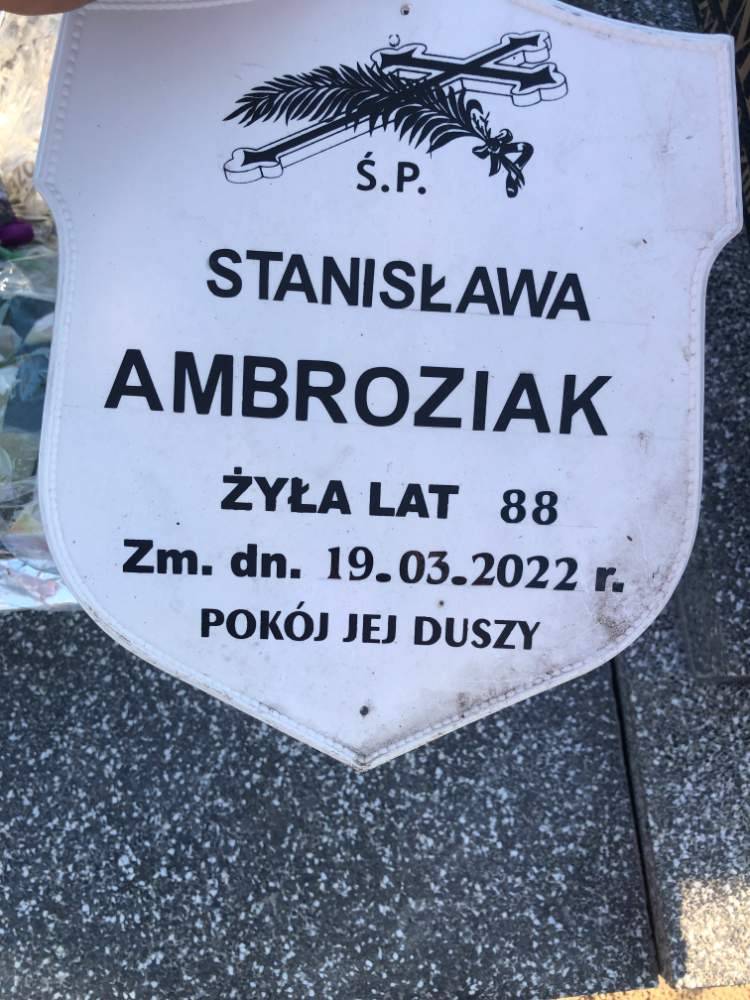 Ś.P.
STANISŁAWA
AMBROZIAK
ŻYŁA LAT 88
Zm. dn. 19.03.2022 r.
POKÓJ JEJ DUSZY